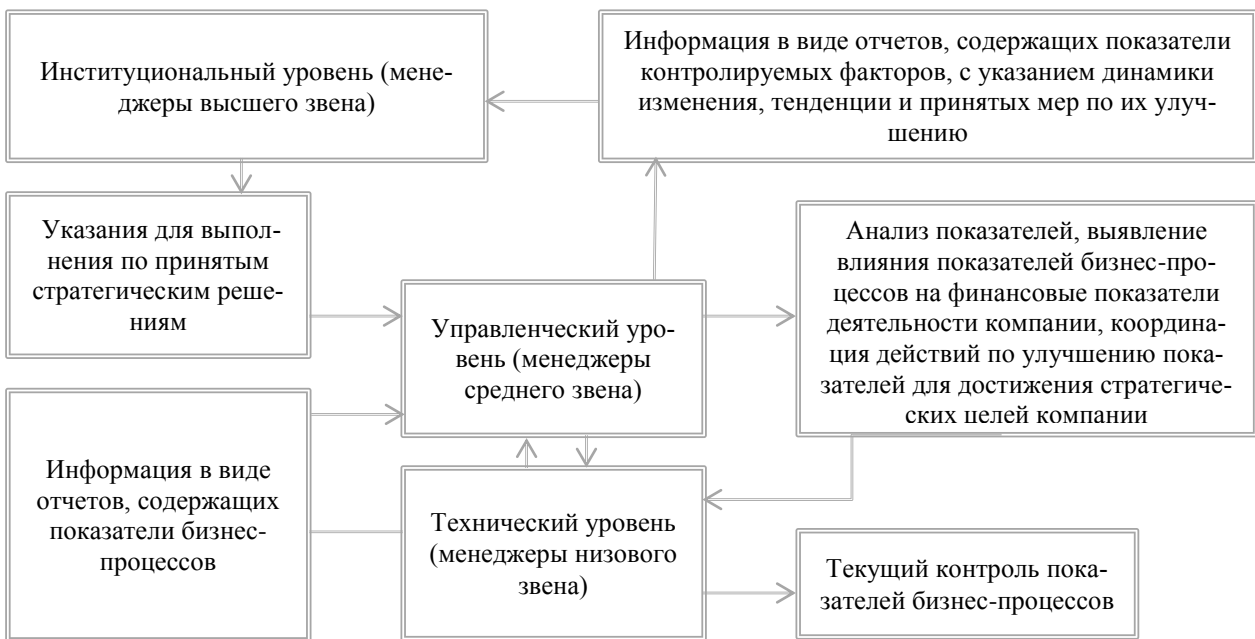 Институциональный уровень (мене-
джеры высшего звена)
Информация в виде отчетов, содержащих показатели
контролируемых факторов, с указанием динамики
изменения, тенденции и принятых мер по их улуч-
шению
Указания для выпол-
нения по принятым
стратегическим реше-
ниям
Управленческий уро-
вень (менеджеры
среднего звена)
Анализ показателей, выявление
влияния показателей бизнес-про-
цессов на финансовые показатели
деятельности компании, координа-
ция действий по улучшению пока-
зателей для достижения стратегиче-
ских целей компании
Информация в виде
отчетов, содержащих
показатели бизнес-
процессов
Технический уровень
(менеджеры низового
звена)
Текущий контроль пока-
зателей бизнес-процессов